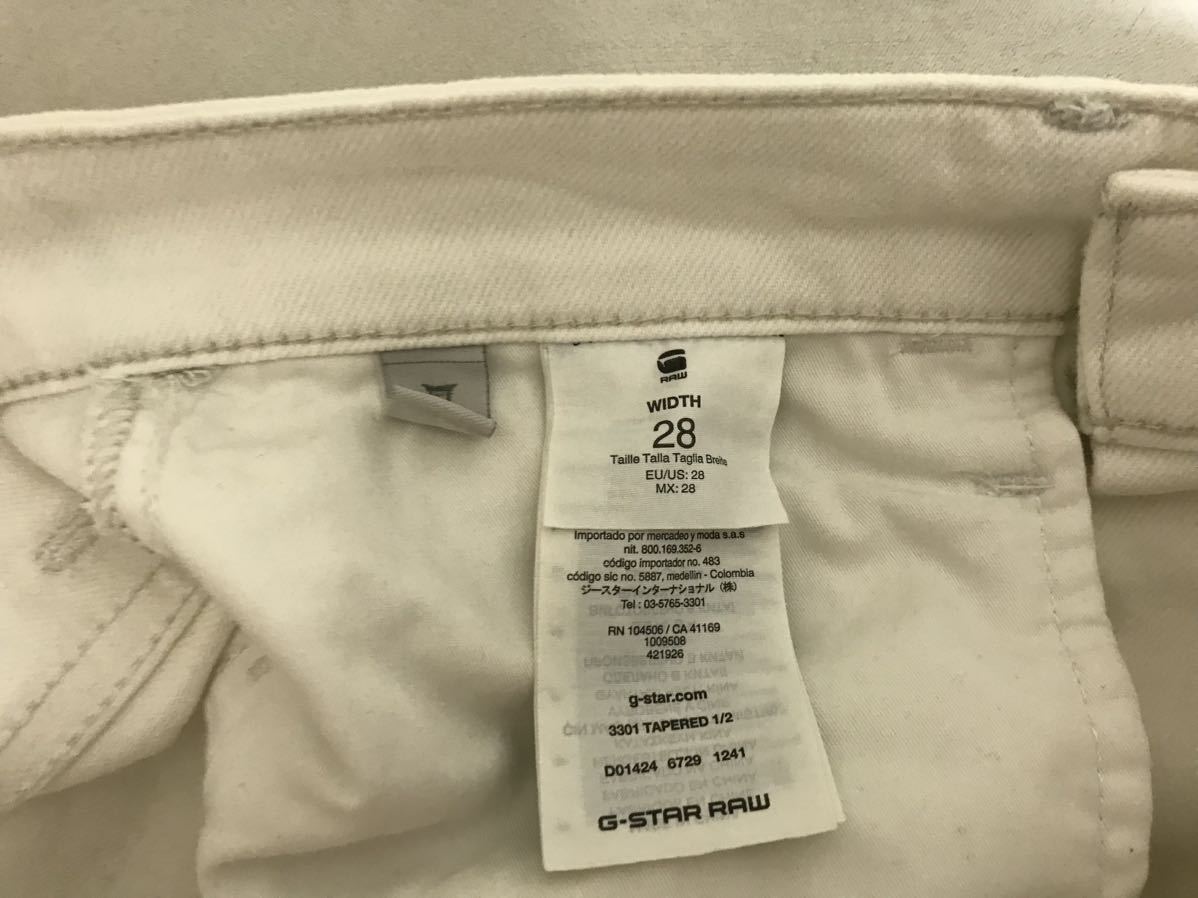 RAW
WIDTH
28
Taille Talla Taglia Breite
EU/US: 28
MX: 28
Importado por mercadeo y moda s.a.s
nit. 800.169.352-6
código importador no. 483
código sic no. 5887, medellin - Colombia
ジースターインターナショナル（株）
Tel : 03-5765-3301
RN 104506 / CA 41169
1009508
421926
g-star.com
3301 TAPERED 1/2
D01424 6729 1241
G-STAR RAW